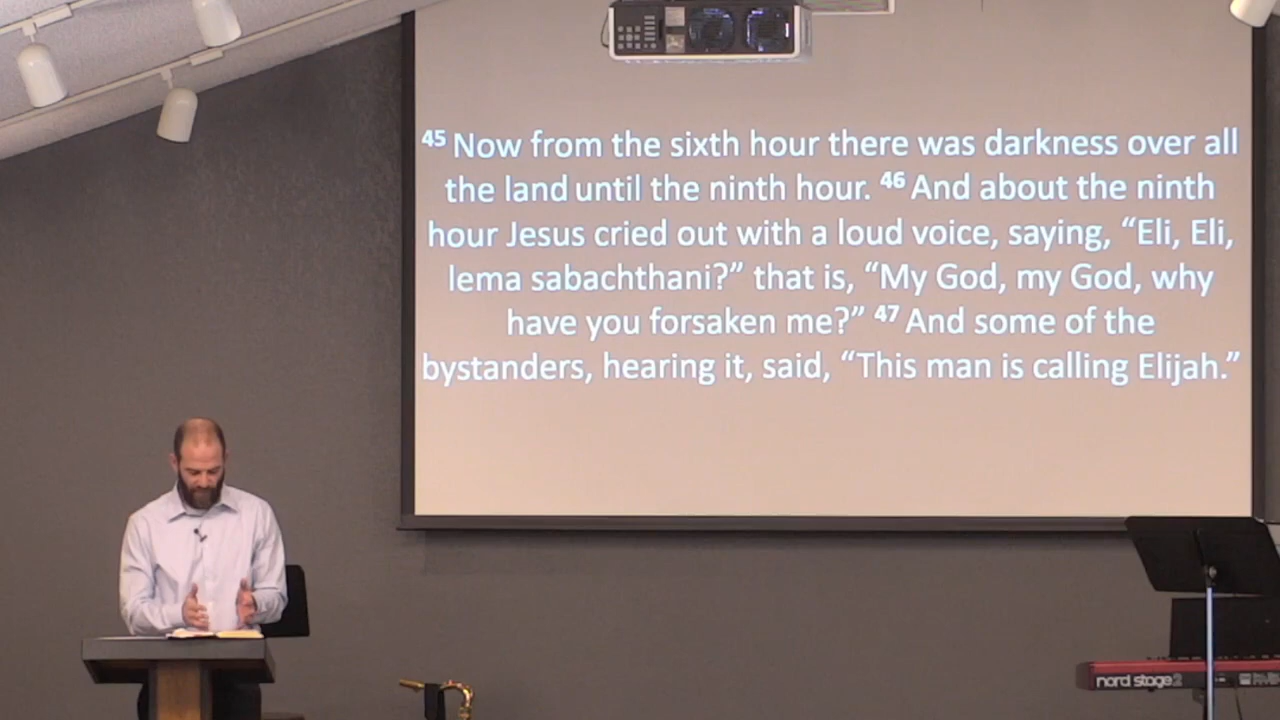 45 Now from the sixth hour there was darkness over all
the land until the ninth hour. 46 And about the ninth
hour Jesus cried out with a loud voice, saying, “Eli, Eli,
lema sabachthani?” that is, “My God, my God, why
have you forsaken me?” 47 And some of the
bystanders, hearing it, said, “This man is calling Elijah.”
nord stage 2